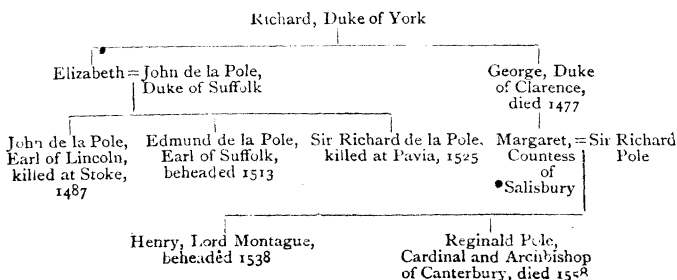 Richard, Duke of York
Elizabeth = John de la Pole,
Duke of Suffolk
George, Duke
of Clarence,
died 1477
John de la Pole,
Earl of Lincoln,
killed at Stoke,
1487
Edmund de la Pole,
Earl of Suffolk,
beheaded 1513
Sir Richard de la Pole,
killed at Pavia, 1525
Margaret, = Sir Richard
Countess Pole
of
Salisbury
Henry, Lord Montague,
beheaded 1538
Reginald Pole,
Cardinal and Archbishop
of Canterbury, died 1558